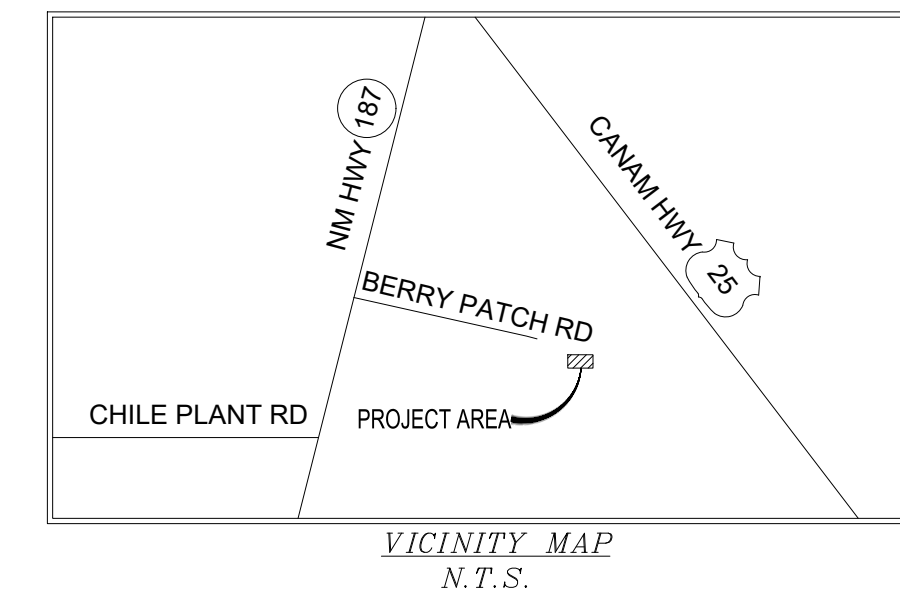 NM HWY 187
CANAM HWY
25
BERRY PATCH RD
CHILE PLANT RD
PROJECT AREA
VICINITY MAP
N.T.S.